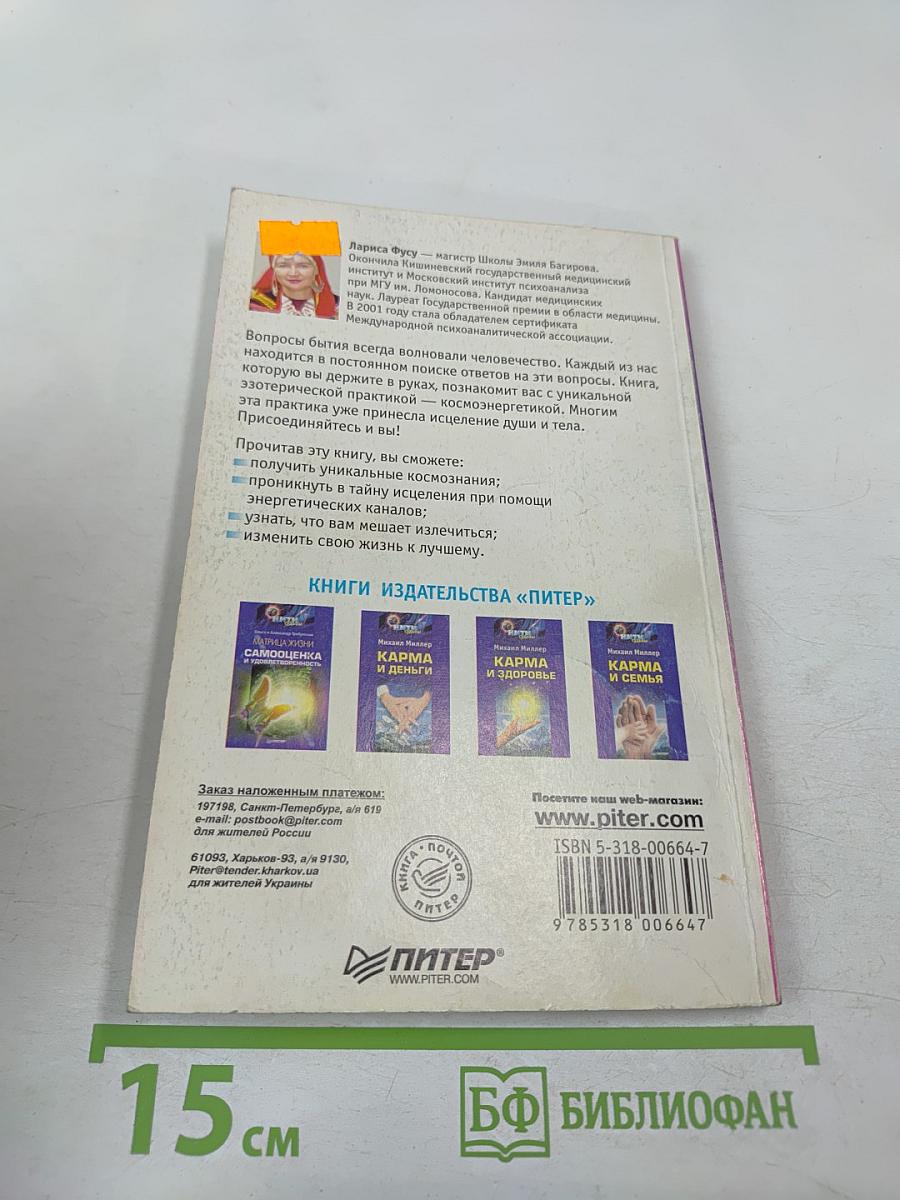 Лариса Фусу — магистр Школы Эмиля Багирова.
Окончила Кишиневский государственный медицинский
институт и Московский институт психоанализа
при МГУ им. Ломоносова. Кандидат медицинских
наук. Лауреат Государственной премии в области медицины.
В 2001 году стала обладателем сертификата
Международной психоаналитической ассоциации.
Вопросы бытия всегда волновали человечество. Каждый из нас
находится в постоянном поиске ответов на эти вопросы. Книга,
которую вы держите в руках, познакомит вас с уникальной
эзотерической практикой — космоэнергетикой. Многим
эта практика уже принесла исцеление души и тела.
Присоединяйтесь и вы!
Прочитав эту книгу, вы сможете:
получить уникальные космознания;
проникнуть в тайну исцеления при помощи
энергетических каналов;
узнать, что вам мешает излечиться;
изменить свою жизнь к лучшему.
КНИГИ ИЗДАТЕЛЬСТВА «ПИТЕР»
МАТРИЦА ЖИЗНИ
САМООЦЕНКА
И УДОВЛЕТВОРЕННОСТЬ
Михаил Миллер
КАРМА
И ДЕНЬГИ
Михаил Миллер
КАРМА
И ЗДОРОВЬЕ
Михаил Миллер
КАРМА
И СЕМЬЯ
Заказ наложенным платежом:
197198, Санкт-Петербург, а/я 619
e-mail: postbook@piter.com
для жителей России
61093, Харьков-93, а/я 9130,
Piter@tender.kharkov.ua
для жителей Украины
КНИГА • ПОЧТОЙ
ПИТЕР
Посетите наш web-магазин:
www.piter.com
ISBN 5-318-00664-7
9 785318 006647
ПИТЕР®
WWW.PITER.COM
15 см
БФ БИБЛИОФАН